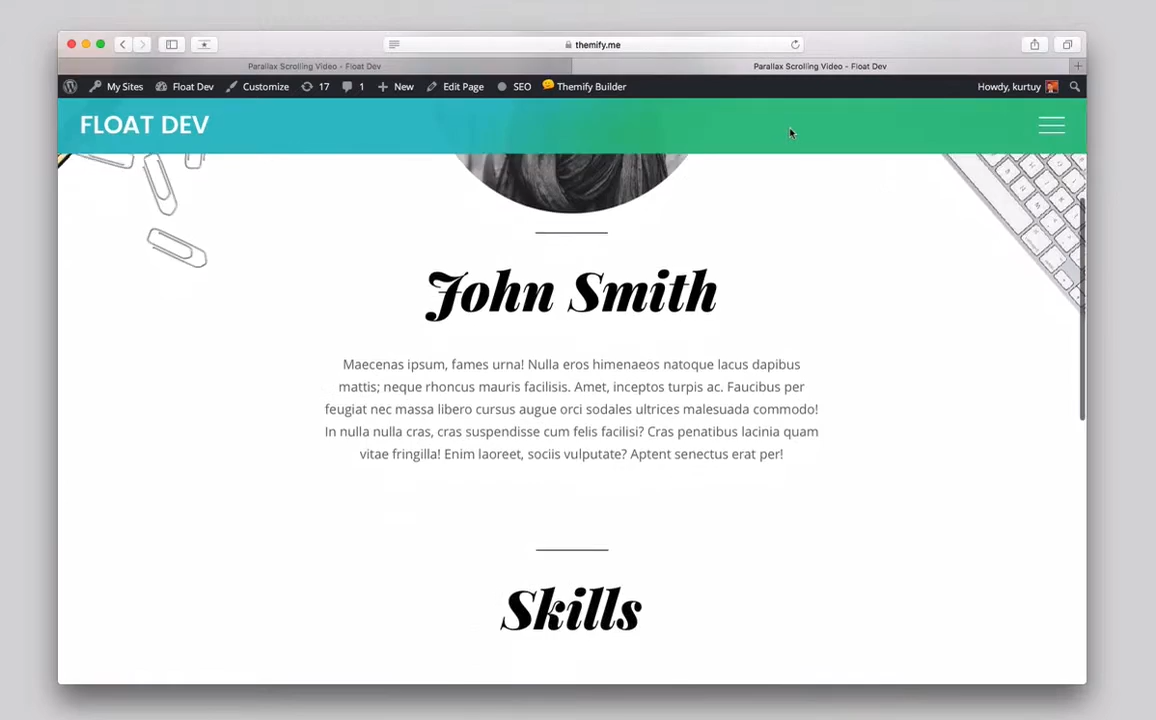 themify.me
Parallax Scrolling Video - Float Dev
Parallax Scrolling Video - Float Dev
My Sites Float Dev Customize 17 1 New Edit Page SEO Themify Builder Howdy, kurtuy
FLOAT DEV
John Smith
Maecenas ipsum, fames urna! Nulla eros himenaeos natoque lacus dapibus
mattis; neque rhoncus mauris facilisis. Amet, inceptos turpis ac. Faucibus per
feugiat nec massa libero cursus augue orci sodales ultrices malesuada commodo!
In nulla nulla cras, cras suspendisse cum felis facilisi? Cras penatibus lacinia quam
vitae fringilla! Enim laoreet, sociis vulputate? Aptent senectus erat per!
Skills